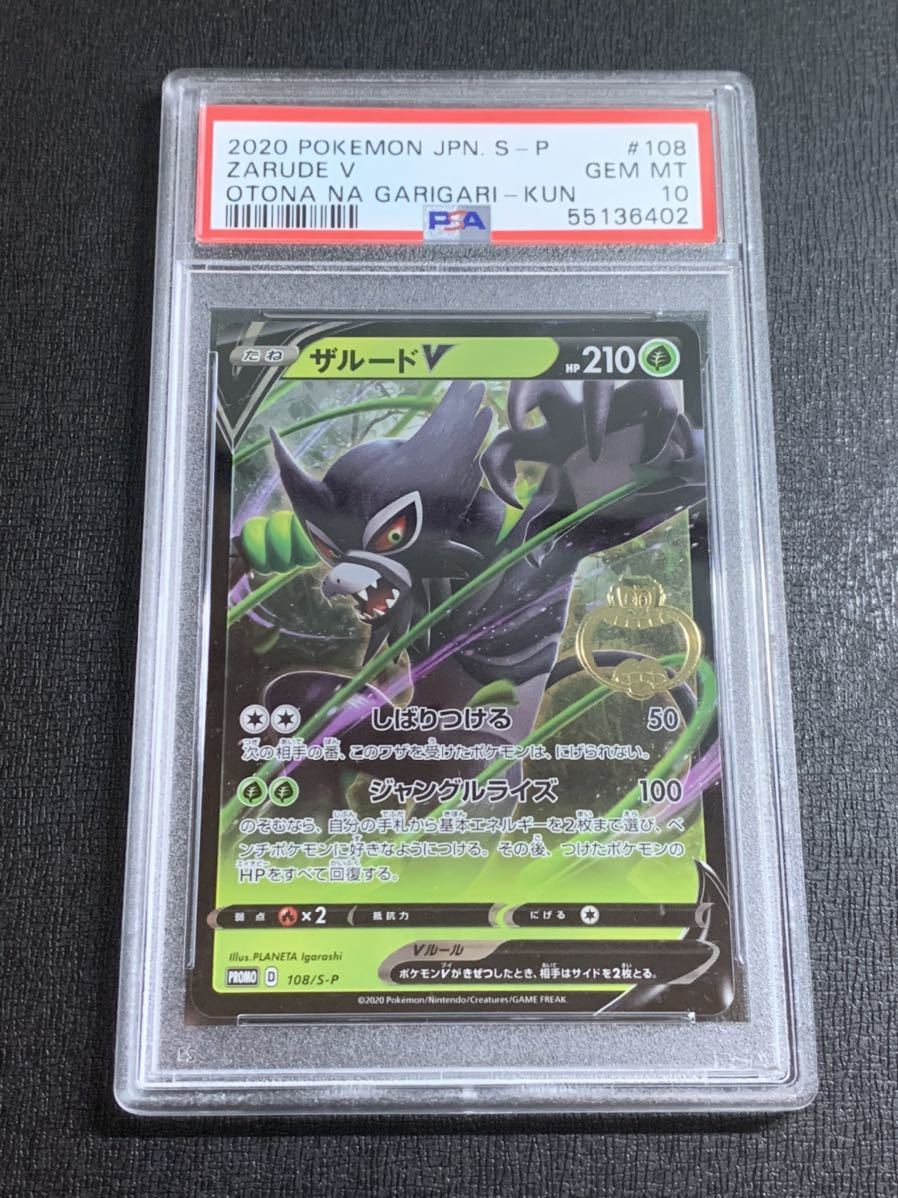 2020 POKEMON JPN. S-P #108
ZARUDE V GEM MT
OTONA NA GARIGARI-KUN 10
PSA 55136402
たね ザルードV HP 210
しばりつける 50
次の相手の番、このワザを受けたポケモンは、にげられない。
ジャングルライズ 100
のぞむなら、自分の手札から基本エネルギーを2枚まで選び、ベ
ンチポケモンに好きなようにつける。その後、つけたポケモンの
HPをすべて回復する。
弱点 ×2 抵抗力 にげる
Illus.PLANETA Igarashi
Vルール
ポケモンVがきぜつしたとき、相手はサイドを2枚とる。
PROMO D 108/S-P
©2020 Pokémon/Nintendo/Creatures/GAME FREAK